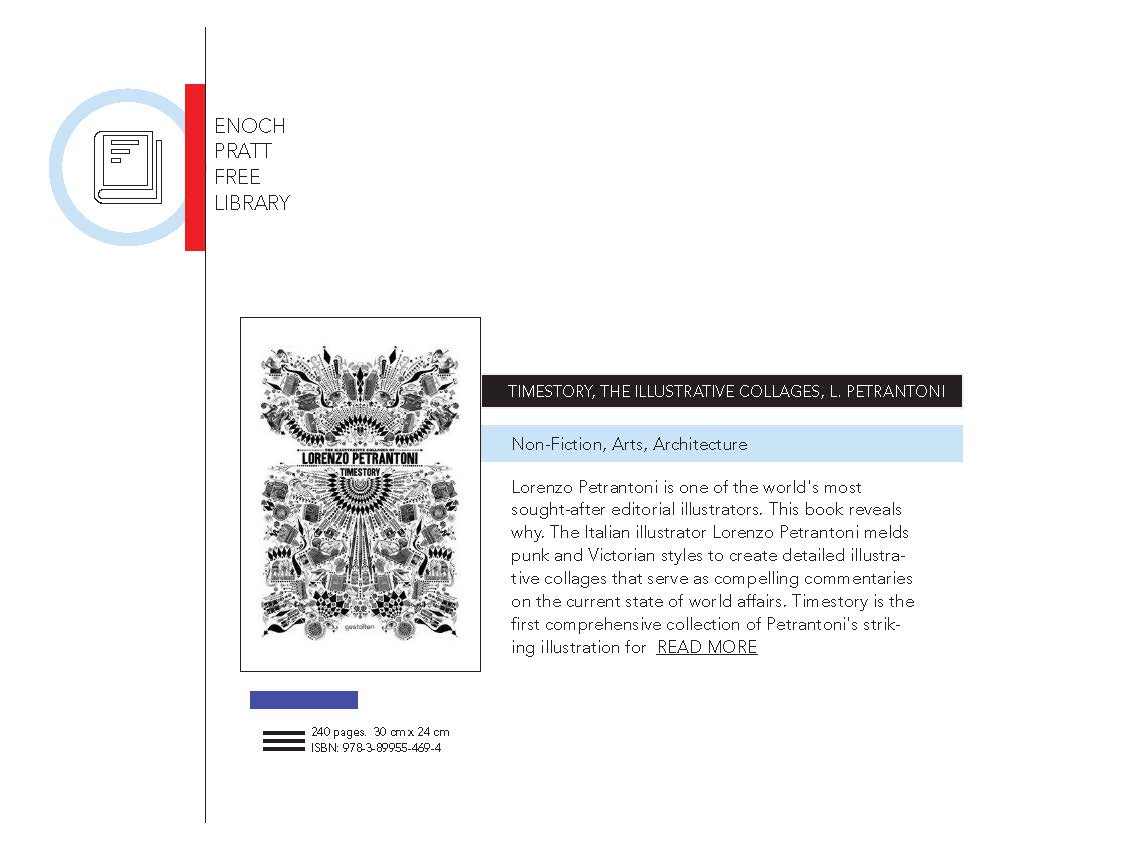 ENOCH
PRATT
FREE
LIBRARY
THE ILLUSTRATIVE COLLAGES OF
LORENZO PETRANTONI
TIMESTORY
gestalten
TIMESTORY, THE ILLUSTRATIVE COLLAGES, L. PETRANTONI
Non-Fiction, Arts, Architecture
Lorenzo Petrantoni is one of the world's most
sought-after editorial illustrators. This book reveals
why. The Italian illustrator Lorenzo Petrantoni melds
punk and Victorian styles to create detailed illustra-
tive collages that serve as compelling commentaries
on the current state of world affairs. Timestory is the
first comprehensive collection of Petrantoni's strik-
ing illustration for READ MORE
240 pages. 30 cm x 24 cm
ISBN: 978-3-89955-469-4